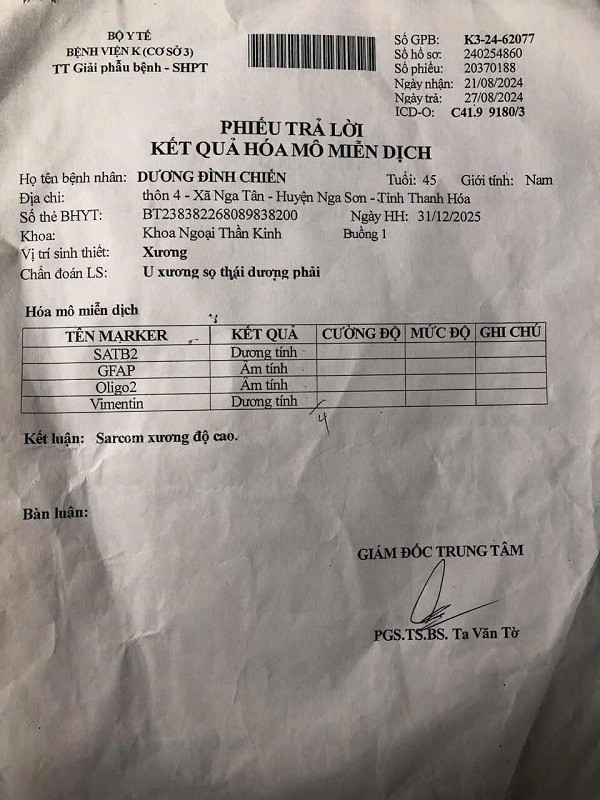 BỘ Y TẾ
BỆNH VIỆN K (CƠ SỞ 3)
TT Giải phẫu bệnh - SHPT
Số GPB: K3-24-62077
Số hồ sơ: 240254860
Số phiếu: 20370188
Ngày nhận: 21/08/2024
Ngày trả: 27/08/2024
ICD-O: C41.9 9180/3
PHIẾU TRẢ LỜI
KẾT QUẢ HÓA MÔ MIỄN DỊCH
Họ tên bệnh nhân: DƯƠNG ĐÌNH CHIẾN Tuổi: 45 Giới tính: Nam
Địa chỉ: thôn 4 - Xã Nga Tân - Huyện Nga Sơn - Tỉnh Thanh Hóa
Số thẻ BHYT: BT238382268089838200 Ngày HH: 31/12/2025
Khoa: Khoa Ngoại Thần Kinh Buồng 1
Vị trí sinh thiết: Xương
Chẩn đoán LS: U xương sọ thái dương phải
Hóa mô miễn dịch
TÊN MARKER KẾT QUẢ CƯỜNG ĐỘ MỨC ĐỘ GHI CHÚ
SATB2 Dương tính
GFAP Âm tính
Oligo2 Âm tính
Vimentin Dương tính
Kết luận: Sarcom xương độ cao.
Bàn luận:
GIÁM ĐỐC TRUNG TÂM
PGS.TS.BS. Tạ Văn Tờ